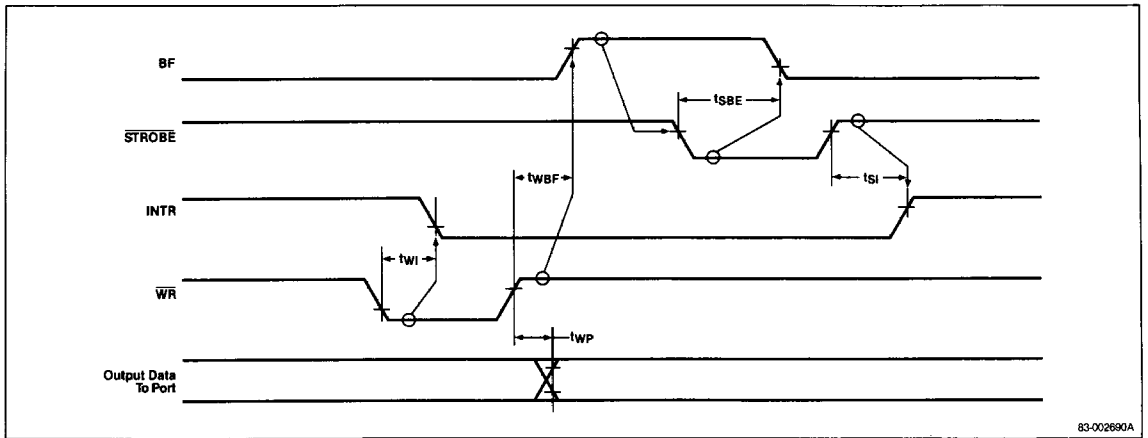 BF
tSBE
STROBE
tWBF
tSI
INTR
tWI
WR
tWP
Output Data
To Port
83-002690A